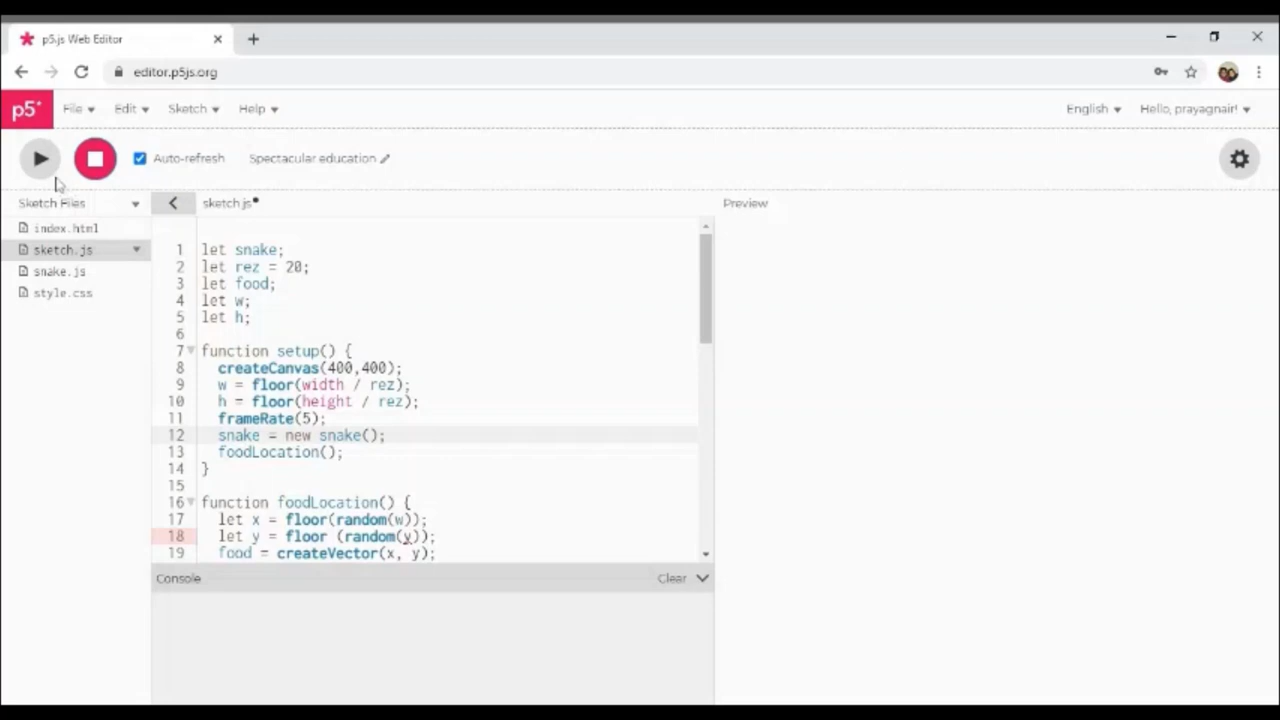 p5.js Web Editor
editor.p5js.org
p5* File Edit Sketch Help English Hello, prayagnair!
Auto-refresh Spectacular education
Sketch Files sketch.js Preview
index.html
sketch.js
snake.js
style.css
1 let snake;
2 let rez = 20;
3 let food;
4 let w;
5 let h;
6
7 function setup() {
8 createCanvas(400,400);
9 w = floor(width / rez);
10 h = floor(height / rez);
11 frameRate(5);
12 snake = new snake();
13 foodLocation();
14 }
15
16 function foodLocation() {
17 let x = floor(random(w));
18 let y = floor (random(y));
19 food = createVector(x, y);
Console Clear